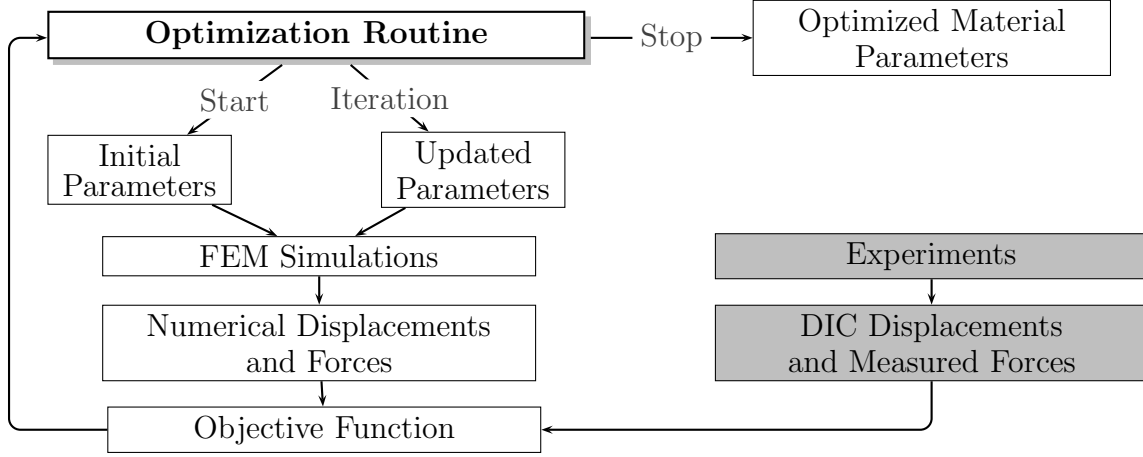 Optimization Routine
Stop
Optimized Material
Parameters
Start
Iteration
Initial
Parameters
Updated
Parameters
FEM Simulations
Experiments
Numerical Displacements
and Forces
DIC Displacements
and Measured Forces
Objective Function